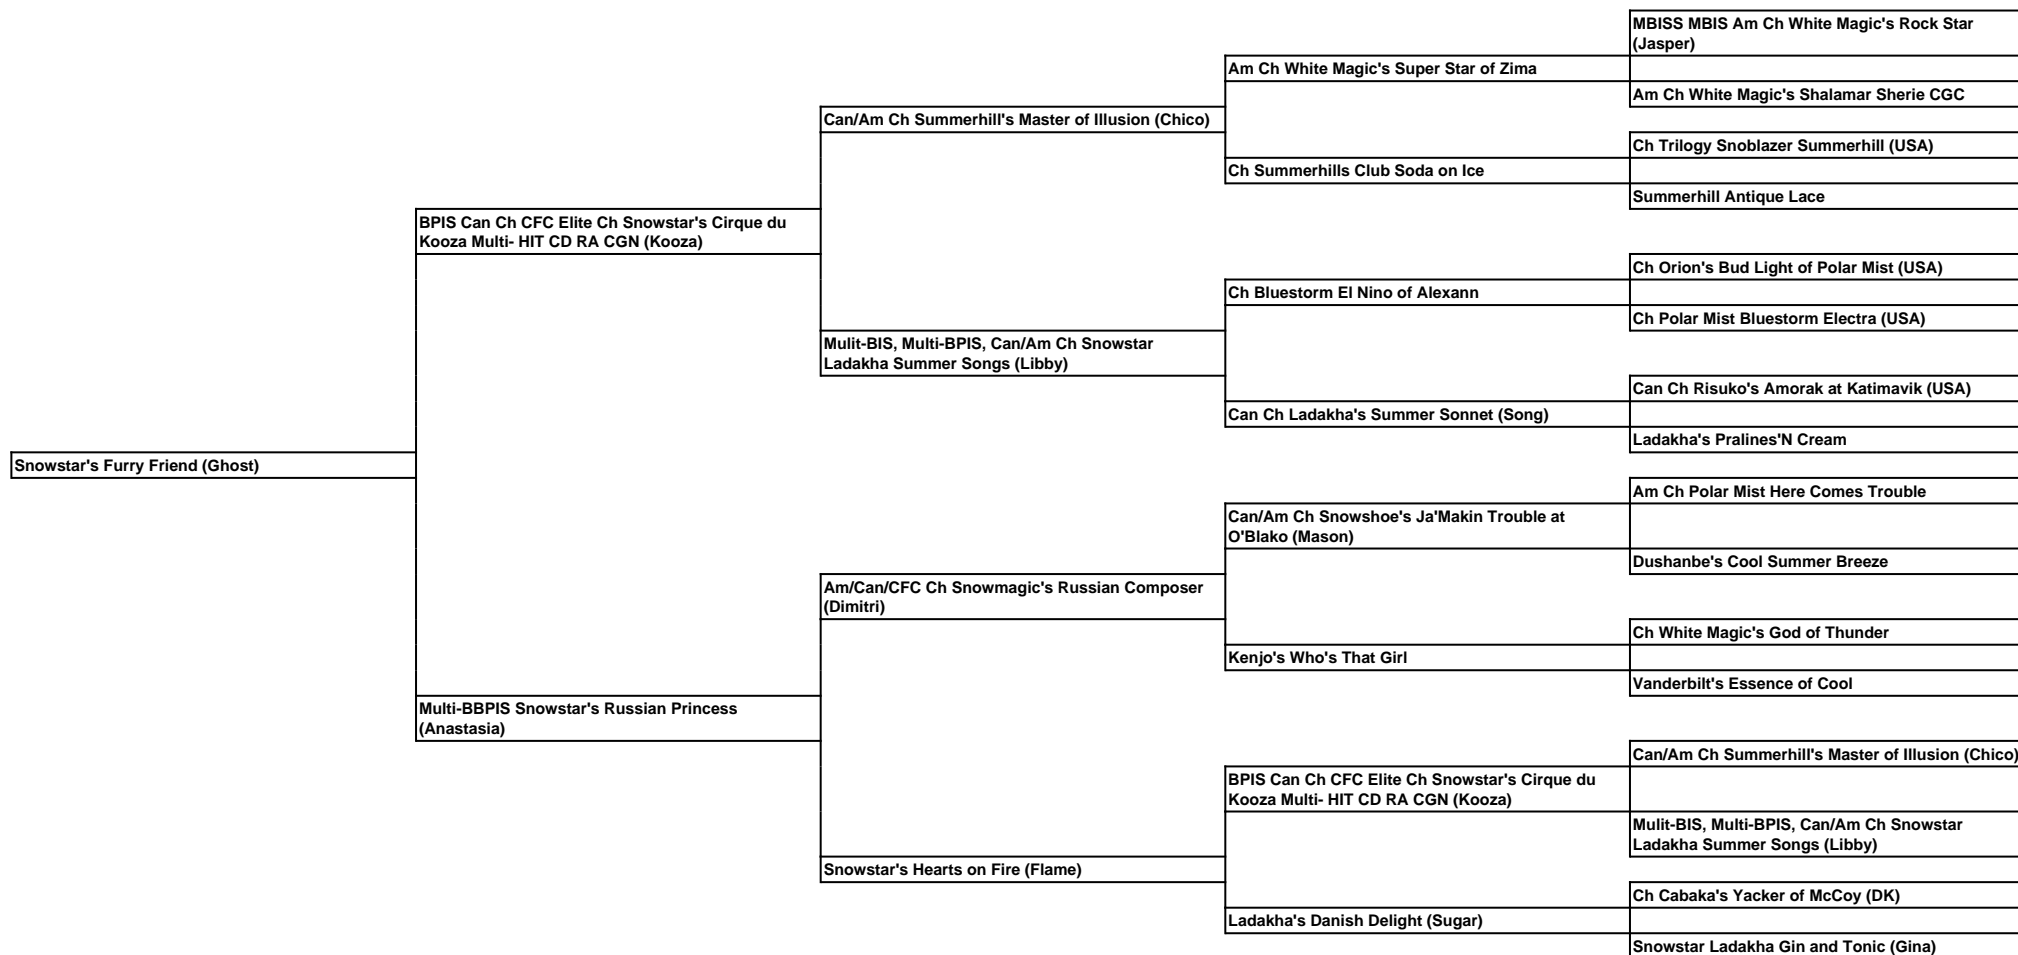 MBISS MBIS Am Ch White Magic's Rock Star
(Jasper)
Am Ch White Magic's Super Star of Zima
Am Ch White Magic's Shalamar Sherie CGC
Can/Am Ch Summerhill's Master of Illusion (Chico)
Ch Trilogy Snoblazer Summerhill (USA)
Ch Summerhills Club Soda on Ice
Summerhill Antique Lace
BPIS Can Ch CFC Elite Ch Snowstar's Cirque du
Kooza Multi- HIT CD RA CGN (Kooza)
Ch Orion's Bud Light of Polar Mist (USA)
Ch Bluestorm El Nino of Alexann
Ch Polar Mist Bluestorm Electra (USA)
Mulit-BIS, Multi-BPIS, Can/Am Ch Snowstar
Ladakha Summer Songs (Libby)
Can Ch Risuko's Amorak at Katimavik (USA)
Can Ch Ladakha's Summer Sonnet (Song)
Ladakha's Pralines'N Cream
Snowstar's Furry Friend (Ghost)
Am Ch Polar Mist Here Comes Trouble
Can/Am Ch Snowshoe's Ja'Makin Trouble at
O'Blako (Mason)
Dushanbe's Cool Summer Breeze
Am/Can/CFC Ch Snowmagic's Russian Composer
(Dimitri)
Ch White Magic's God of Thunder
Kenjo's Who's That Girl
Vanderbilt's Essence of Cool
Multi-BBPIS Snowstar's Russian Princess
(Anastasia)
Can/Am Ch Summerhill's Master of Illusion (Chico)
BPIS Can Ch CFC Elite Ch Snowstar's Cirque du
Kooza Multi- HIT CD RA CGN (Kooza)
Mulit-BIS, Multi-BPIS, Can/Am Ch Snowstar
Ladakha Summer Songs (Libby)
Snowstar's Hearts on Fire (Flame)
Ch Cabaka's Yacker of McCoy (DK)
Ladakha's Danish Delight (Sugar)
Snowstar Ladakha Gin and Tonic (Gina)